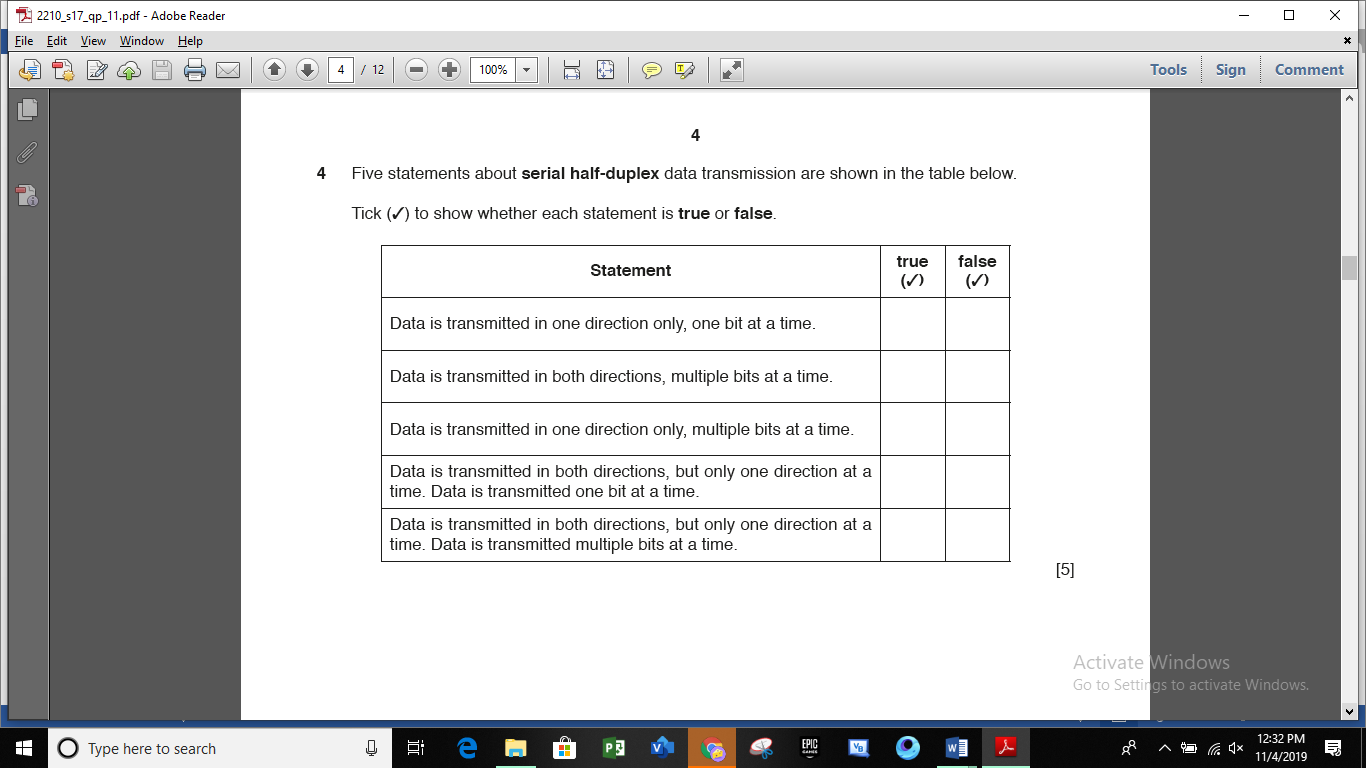 2210_s17_qp_11.pdf - Adobe Reader
File Edit View Window Help
4 / 12 100% Tools Sign Comment
4
4 Five statements about serial half-duplex data transmission are shown in the table below.
Tick (✓) to show whether each statement is true or false.
Statement true (✓) false (✓)
Data is transmitted in one direction only, one bit at a time.
Data is transmitted in both directions, multiple bits at a time.
Data is transmitted in one direction only, multiple bits at a time.
Data is transmitted in both directions, but only one direction at a
time. Data is transmitted one bit at a time.
Data is transmitted in both directions, but only one direction at a
time. Data is transmitted multiple bits at a time.
[5]
Activate Windows
Go to Settings to activate Windows.
Type here to search
EPIC
GAMES
12:32 PM
11/4/2019